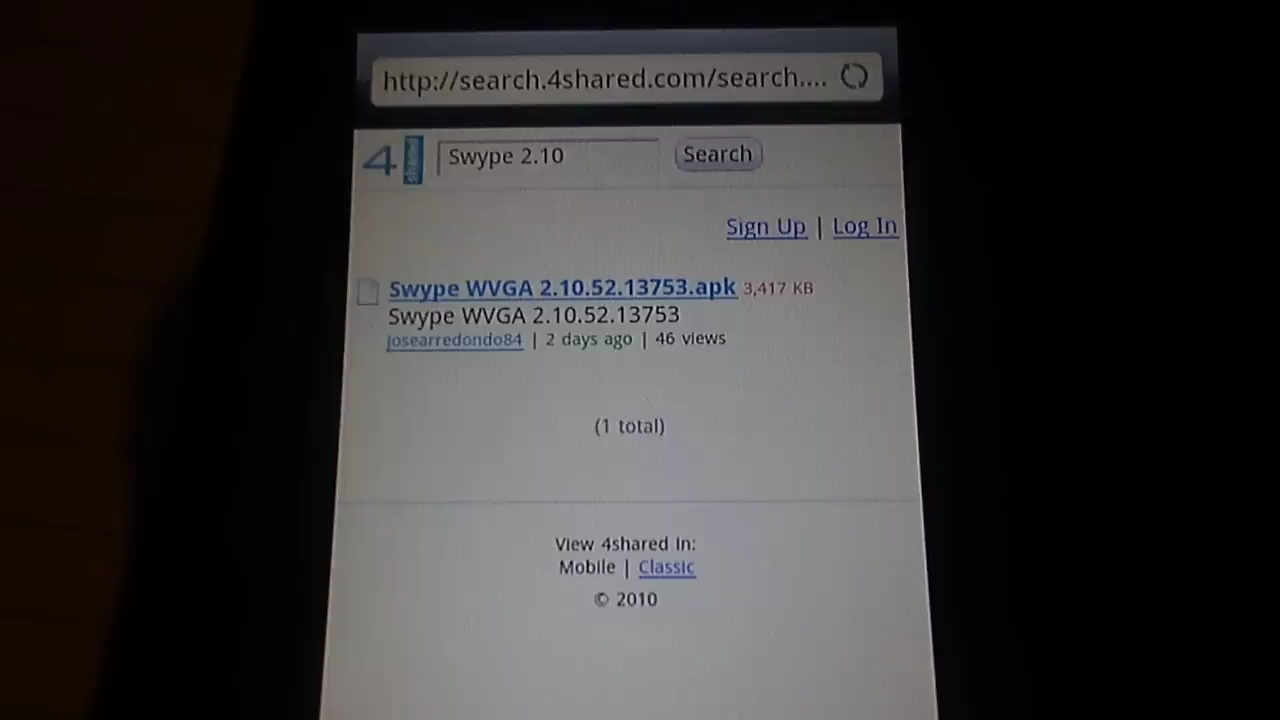 http://search.4shared.com/search....
4 shared Swype 2.10 Search
Sign Up | Log In
Swype WVGA 2.10.52.13753.apk 3,417 KB
Swype WVGA 2.10.52.13753
josearredondo84 | 2 days ago | 46 views
(1 total)
View 4shared in:
Mobile | Classic
© 2010